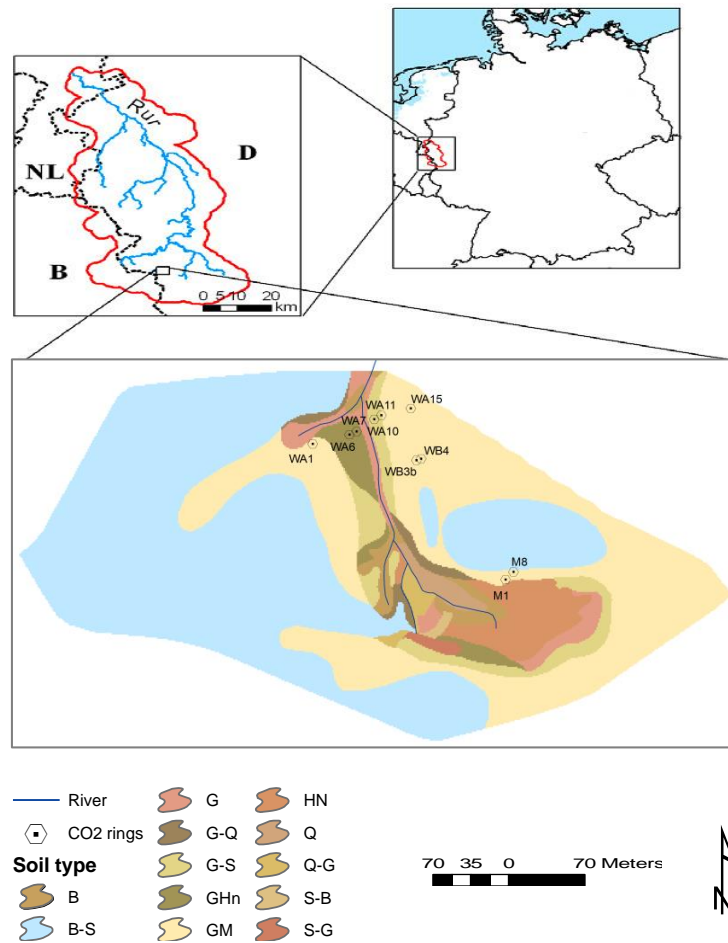 Rur
D
NL
B
0 5 10 20
km
WA11
WA15
WA7
WA10
WA6
WA1
WB4
WB3b
M8
M1
River
G
HN
CO2 rings
G-Q
Q
Soil type
G-S
Q-G
B
GHn
S-B
B-S
GM
S-G
70 35 0 70 Meters
N